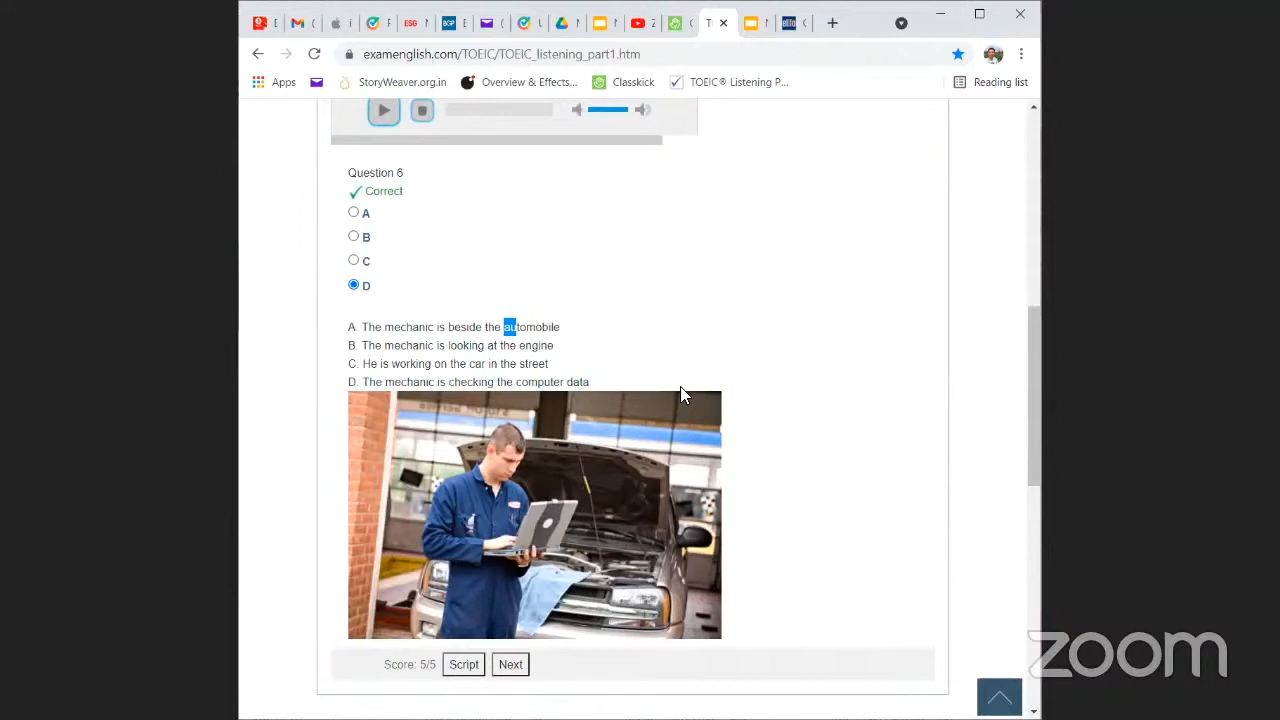 ESG
BGP
examenglish.com/TOEIC/TOEIC_listening_part1.htm
Apps
StoryWeaver.org.in
Overview & Effects...
Classkick
TOEIC® Listening P...
Reading list
Question 6
Correct
A
B
C
D
A. The mechanic is beside the automobile
B. The mechanic is looking at the engine
C. He is working on the car in the street
D. The mechanic is checking the computer data
Score: 5/5
Script
Next
zoom